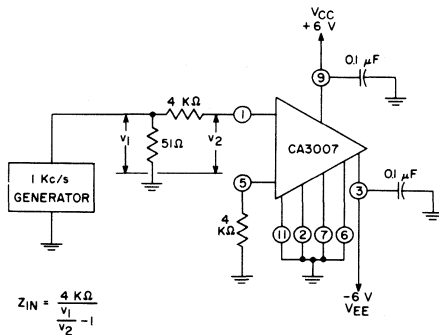 VCC
+6 V
0.1 μF
9
4 KΩ
1
v1
51Ω
v2
CA3007
1 Kc/s
GENERATOR
5
3
0.1 μF
4
KΩ
11
2
7
6
-6 V
VEE
ZIN = 4 KΩ
v1
v2
-1